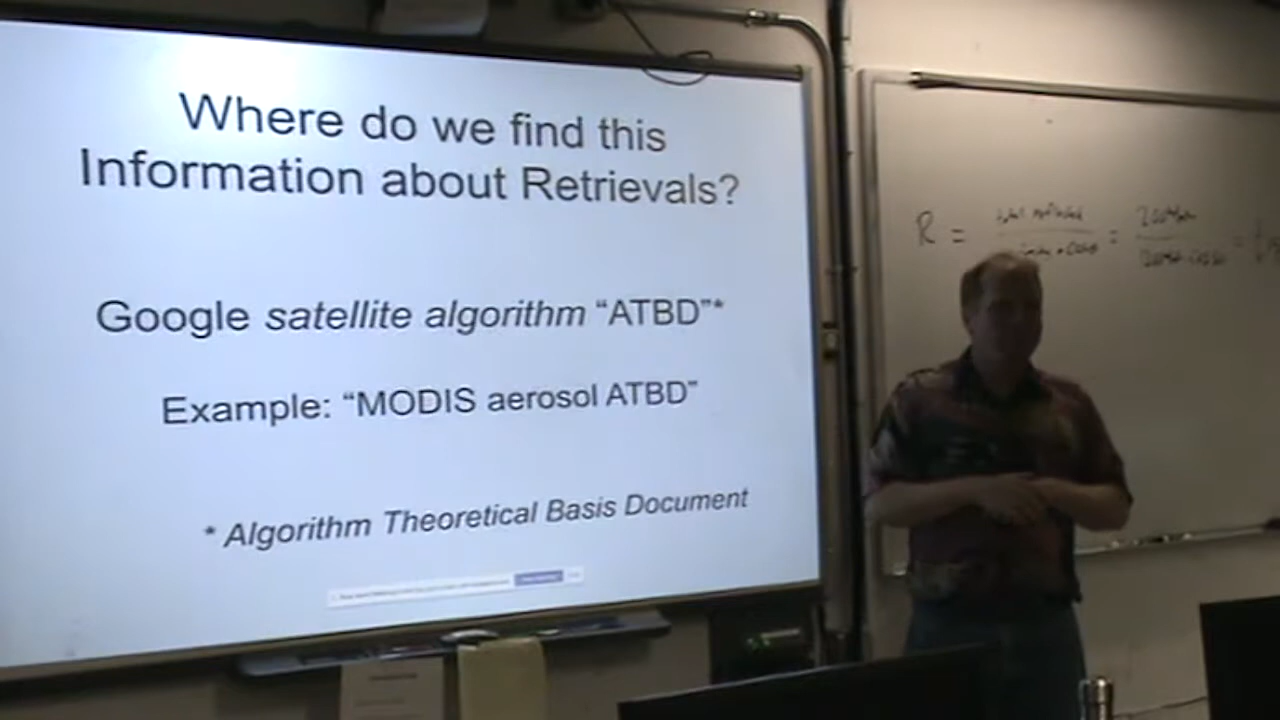 Where do we find this
Information about Retrievals?
Google satellite algorithm “ATBD”*
Example: “MODIS aerosol ATBD”
* Algorithm Theoretical Basis Document
R =
=
=